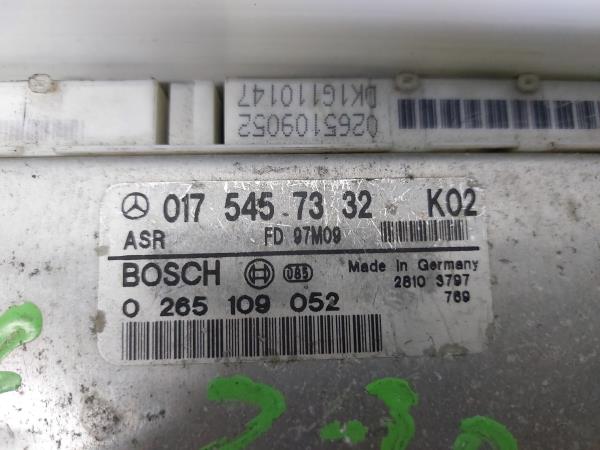 DK1G110147
0265109052
017 545 73 32 K02
ASR FD 97M09
BOSCH 085 Made in Germany
0 265 109 052 2810 3797
769